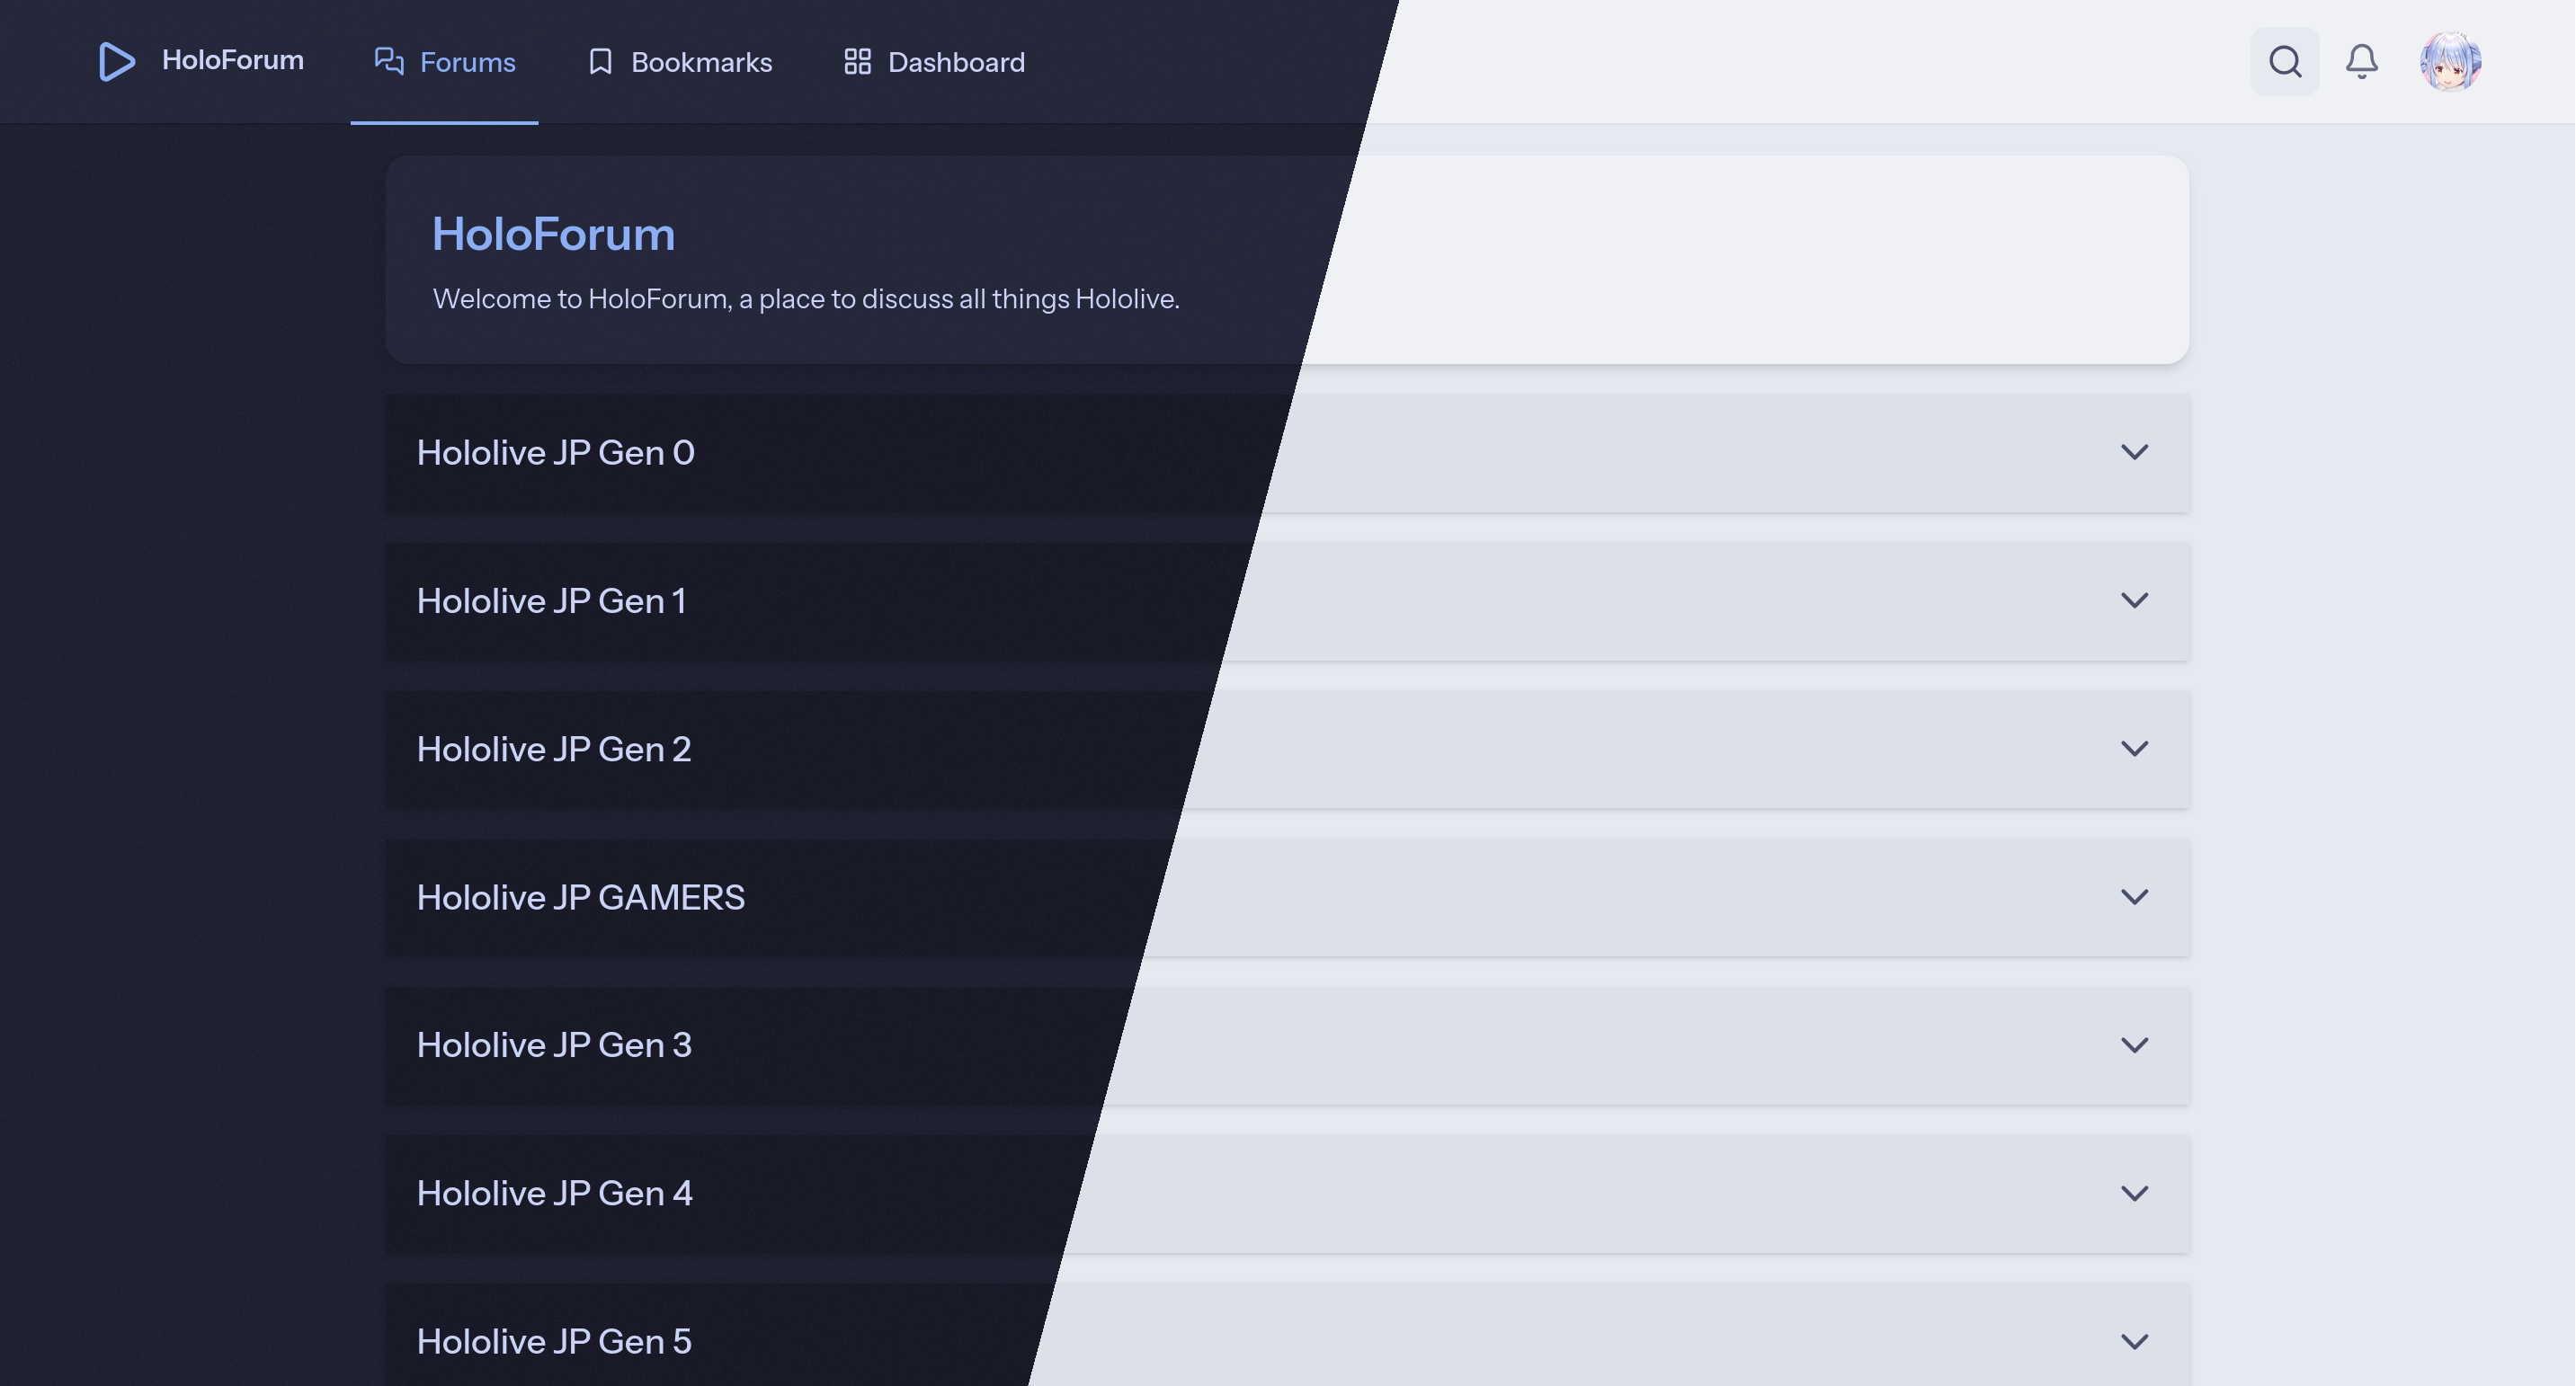 HoloForum
Forums
Bookmarks
Dashboard
HoloForum
Welcome to HoloForum, a place to discuss all things Hololive.
Hololive JP Gen 0
Hololive JP Gen 1
Hololive JP Gen 2
Hololive JP GAMERS
Hololive JP Gen 3
Hololive JP Gen 4
Hololive JP Gen 5